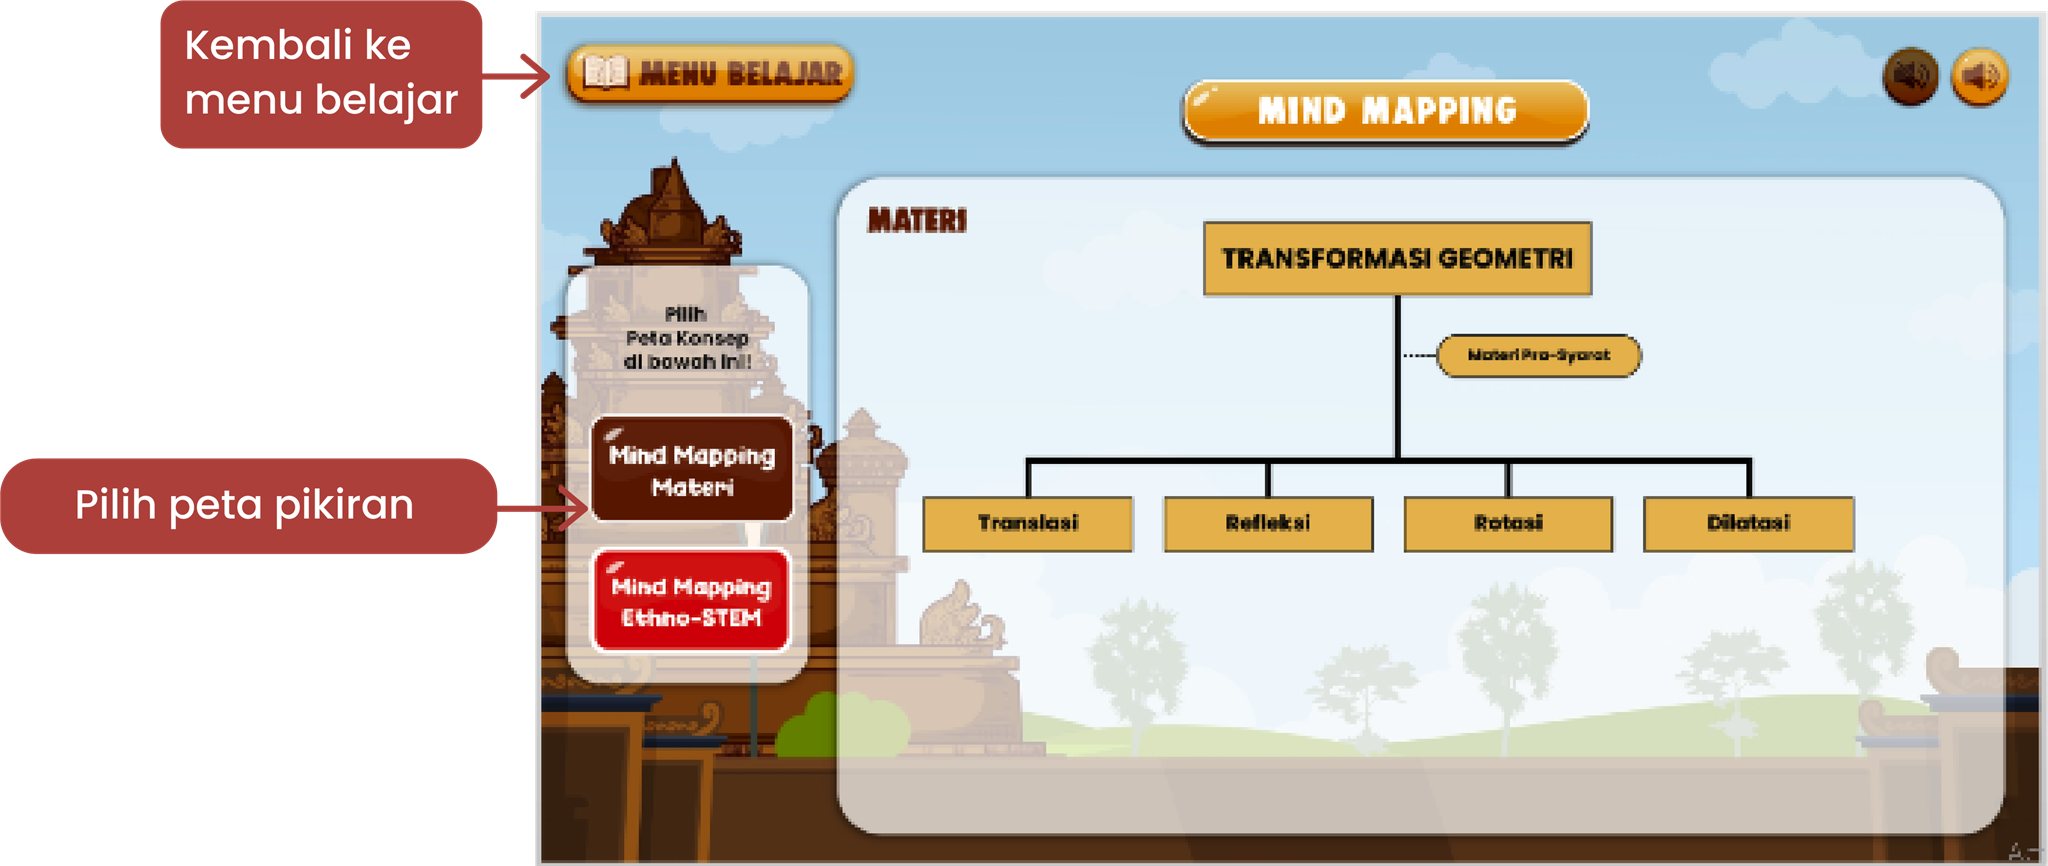 Kembali ke
menu belajar
MENU BELAJAR
MIND MAPPING
MATERI
TRANSFORMASI GEOMETRI
Materi Pra-Syarat
Translasi
Refleksi
Rotasi
Dilatasi
Pilih
Peta Konsep
di bawah ini!
Mind Mapping
Materi
Pilih peta pikiran
Mind Mapping
Ethno-STEM